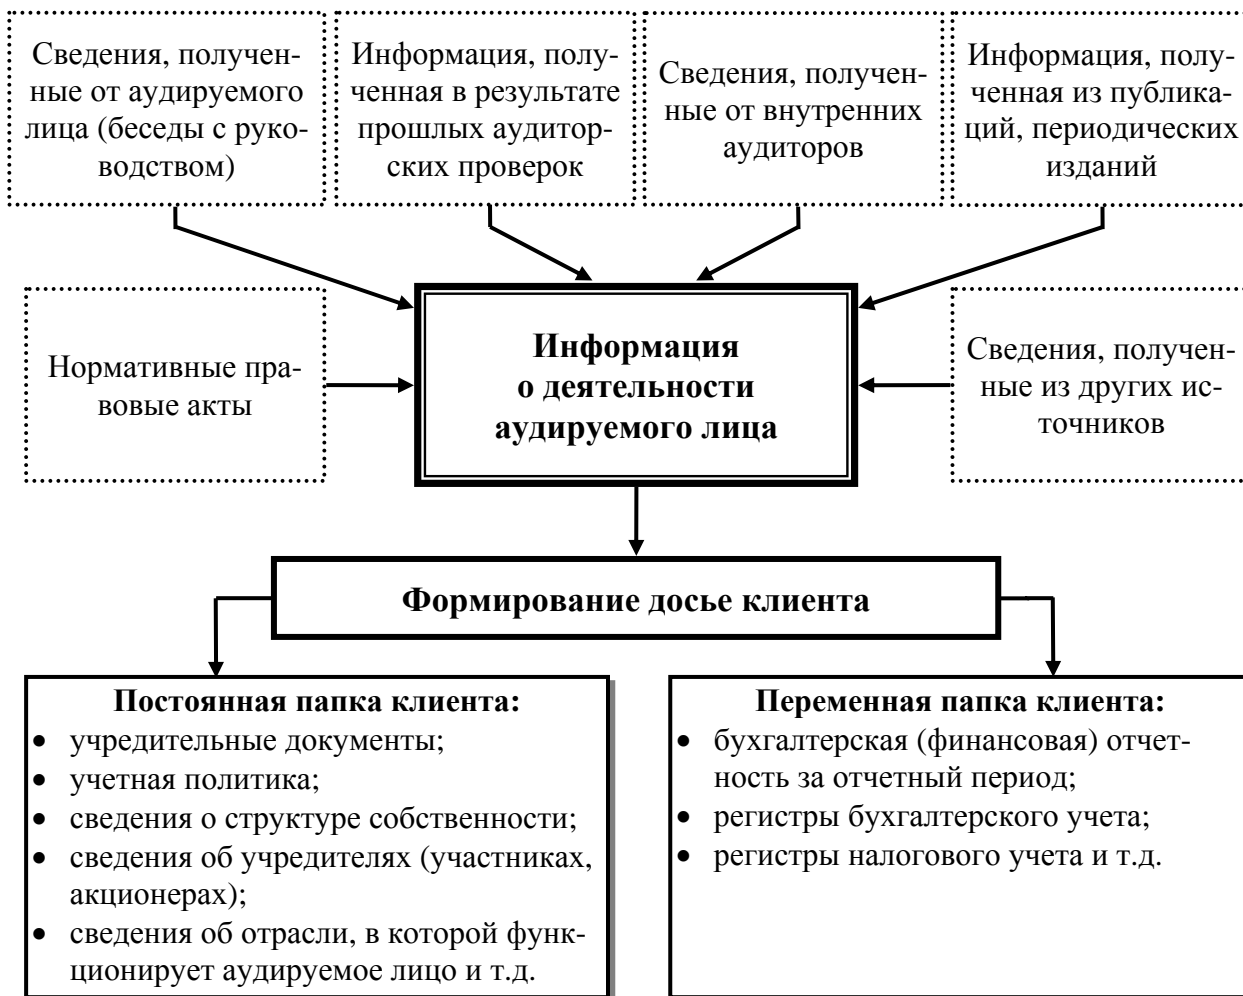 Сведения, получен-
ные от аудируемого
лица (беседы с руко-
водством)
Информация, полу-
ченная в результате
прошлых аудитор-
ских проверок
Сведения, получен-
ные от внутренних
аудиторов
Информация, полу-
ченная из публика-
ций, периодических
изданий
Нормативные пра-
вовые акты
Информация
о деятельности
аудируемого лица
Сведения, получен-
ные из других ис-
точников
Формирование досье клиента
Постоянная папка клиента:
• учредительные документы;
• учетная политика;
• сведения о структуре собственности;
• сведения об учредителях (участниках,
акционерах);
• сведения об отрасли, в которой функ-
ционирует аудируемое лицо и т.д.
Переменная папка клиента:
• бухгалтерская (финансовая) отчет-
ность за отчетный период;
• регистры бухгалтерского учета;
• регистры налогового учета и т.д.